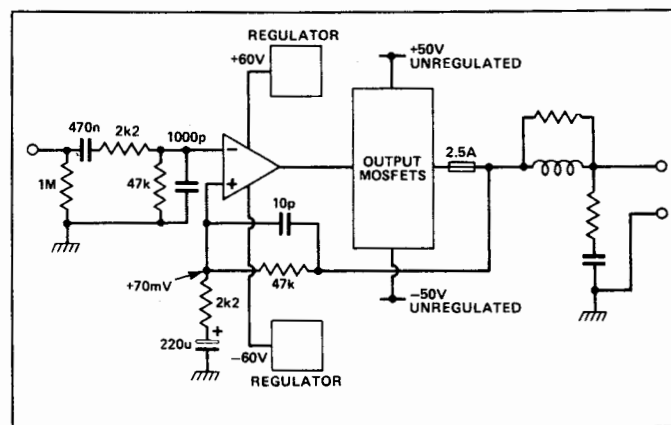 REGULATOR
+60V
+50V
UNREGULATED
470n
2k2
1000p
1M
47k
−
+
OUTPUT
MOSFETS
2.5A
10p
+70mV
47k
2k2
+
220u
−60V
−50V
UNREGULATED
REGULATOR